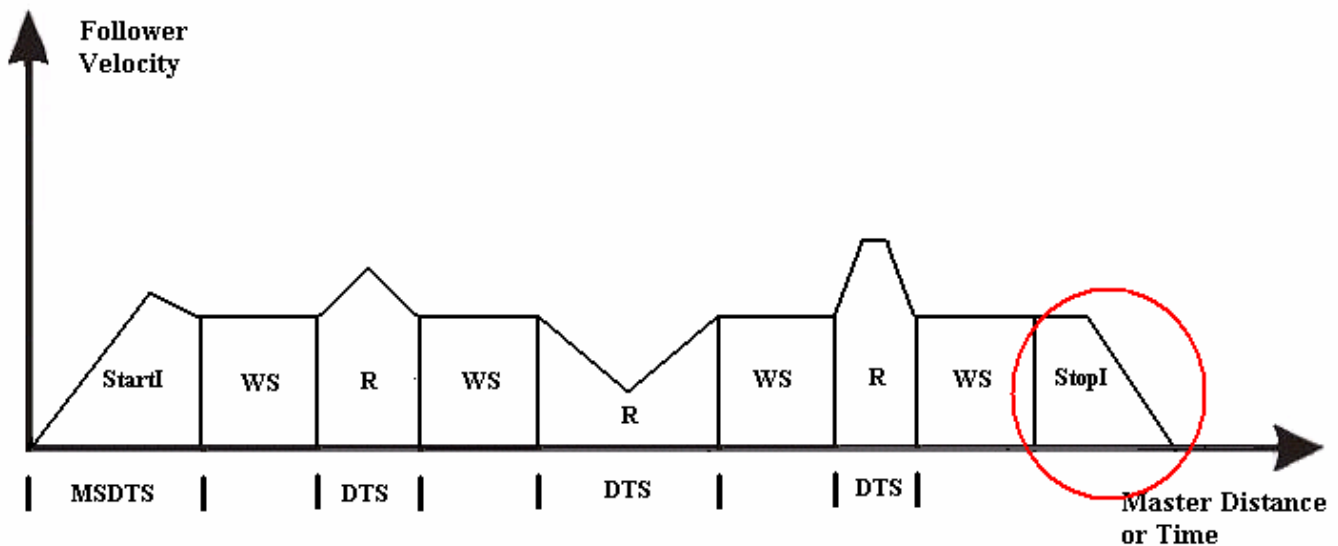 Follower
Velocity
StartI
WS
R
WS
R
WS
R
WS
StopI
MSDTS
DTS
DTS
DTS
Master Distance
or Time